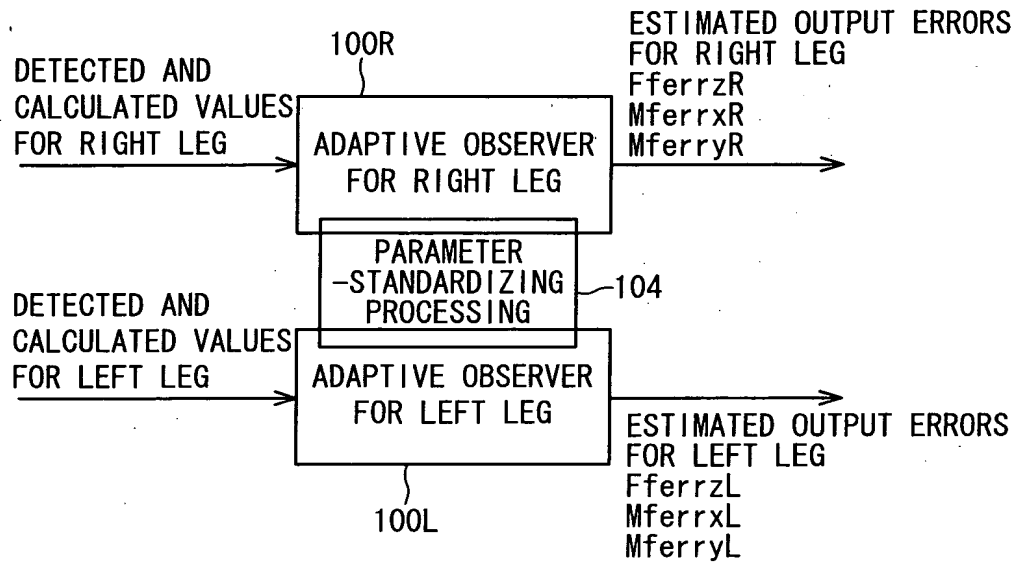 100R
DETECTED AND
CALCULATED VALUES
FOR RIGHT LEG
ADAPTIVE OBSERVER
FOR RIGHT LEG
ESTIMATED OUTPUT ERRORS
FOR RIGHT LEG
FferrzR
MferrxR
MferryR
PARAMETER
-STANDARDIZING
PROCESSING
104
DETECTED AND
CALCULATED VALUES
FOR LEFT LEG
ADAPTIVE OBSERVER
FOR LEFT LEG
100L
ESTIMATED OUTPUT ERRORS
FOR LEFT LEG
FferrzL
MferrxL
MferryL